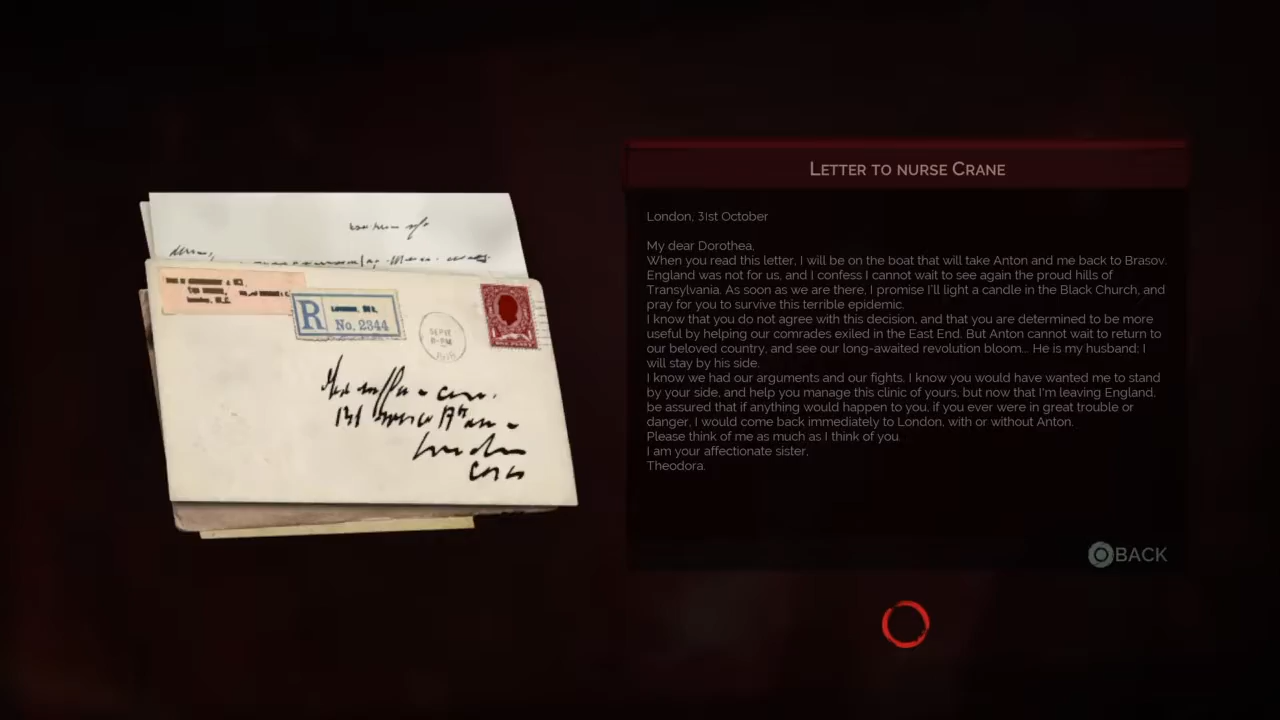 LETTER TO NURSE CRANE
London, 31st October
My dear Dorothea,
When you read this letter, I will be on the boat that will take Anton and me back to Brasov.
England was not for us, and I confess I cannot wait to see again the proud hills of
Transylvania. As soon as we are there, I promise I'll light a candle in the Black Church, and
pray for you to survive this terrible epidemic.
I know that you do not agree with this decision, and that you are determined to be more
useful by helping our comrades exiled in the East End. But Anton cannot wait to return to
our beloved country, and see our long-awaited revolution bloom... He is my husband; I
will stay by his side.
I know we had our arguments and our fights. I know you would have wanted me to stand
by your side, and help you manage this clinic of yours, but now that I'm leaving England,
be assured that if anything would happen to you, if you ever were in great trouble or
danger, I would come back immediately to London, with or without Anton.
Please think of me as much as I think of you.
I am your affectionate sister,
Theodora.
R
No. 2344
BACK